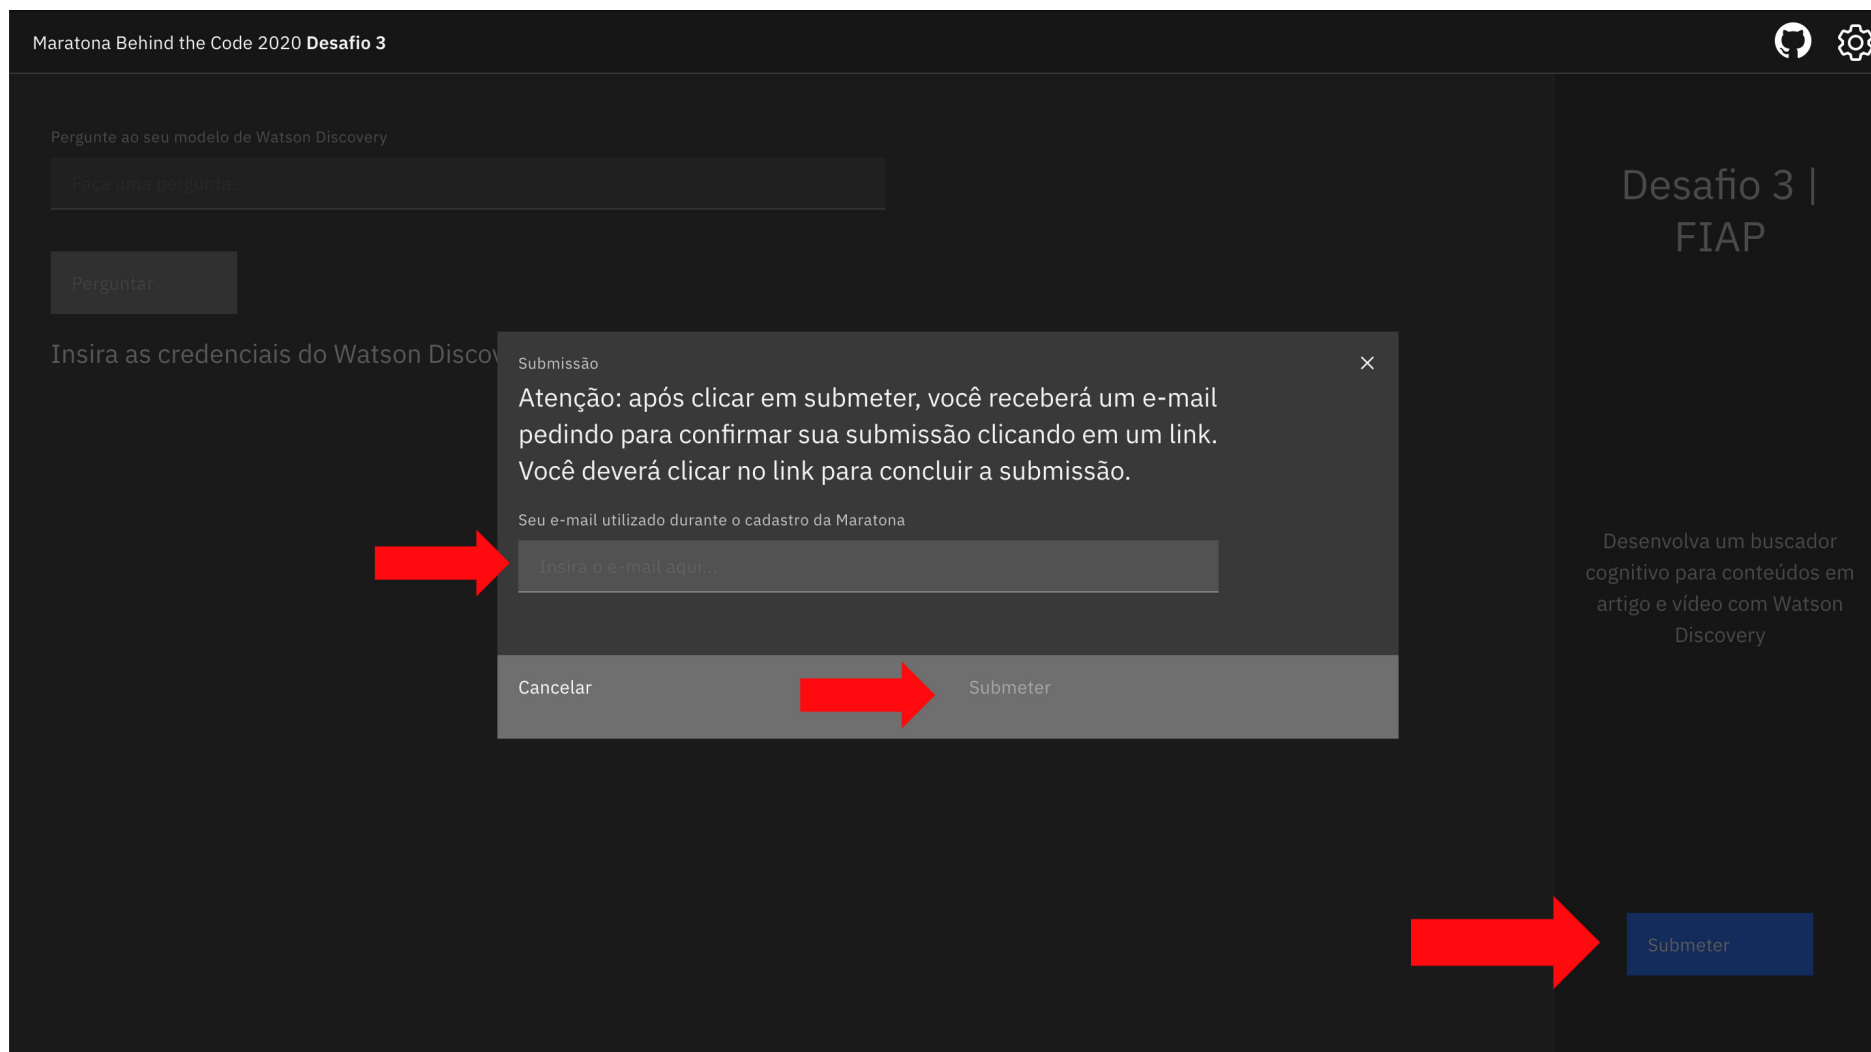 Maratona Behind the Code 2020 Desafio 3
Pergunte ao seu modelo de Watson Discovery
Faça uma pergunta...
Perguntar
Insira as credenciais do Watson Discov
Submissão
Atenção: após clicar em submeter, você receberá um e-mail
pedindo para confirmar sua submissão clicando em um link.
Você deverá clicar no link para concluir a submissão.
Seu e-mail utilizado durante o cadastro da Maratona
Insira o e-mail aqui...
Cancelar
Submeter
Desafio 3 |
FIAP
Desenvolva um buscador
cognitivo para conteúdos em
artigo e vídeo com Watson
Discovery
Submeter